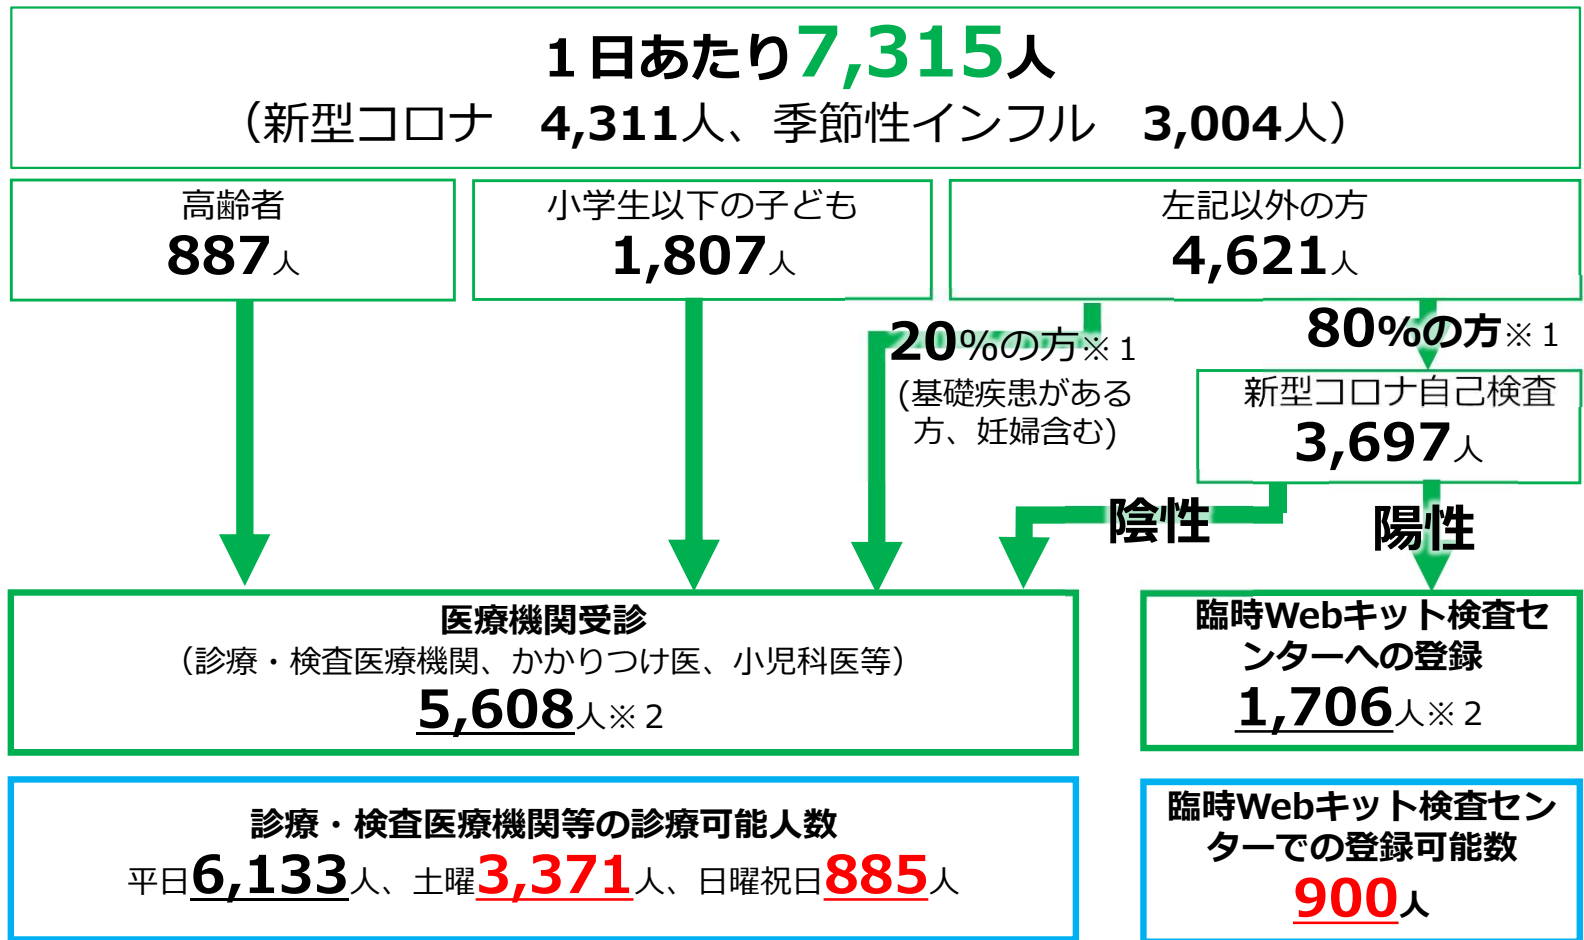 １日あたり7,315人
（新型コロナ　4,311人、季節性インフル　3,004人）
高齢者
887人
小学生以下の子ども
1,807人
左記以外の方
4,621人
20%の方※１
(基礎疾患がある
方、妊婦含む)
80%の方※１
新型コロナ自己検査
3,697人
陰性
陽性
医療機関受診
（診療・検査医療機関、かかりつけ医、小児科医等）
5,608人※２
臨時Webキット検査セ
ンターへの登録
1,706人※２
診療・検査医療機関等の診療可能人数
平日6,133人、土曜3,371人、日曜祝日885人
臨時Webキット検査セン
ターでの登録可能数
900人